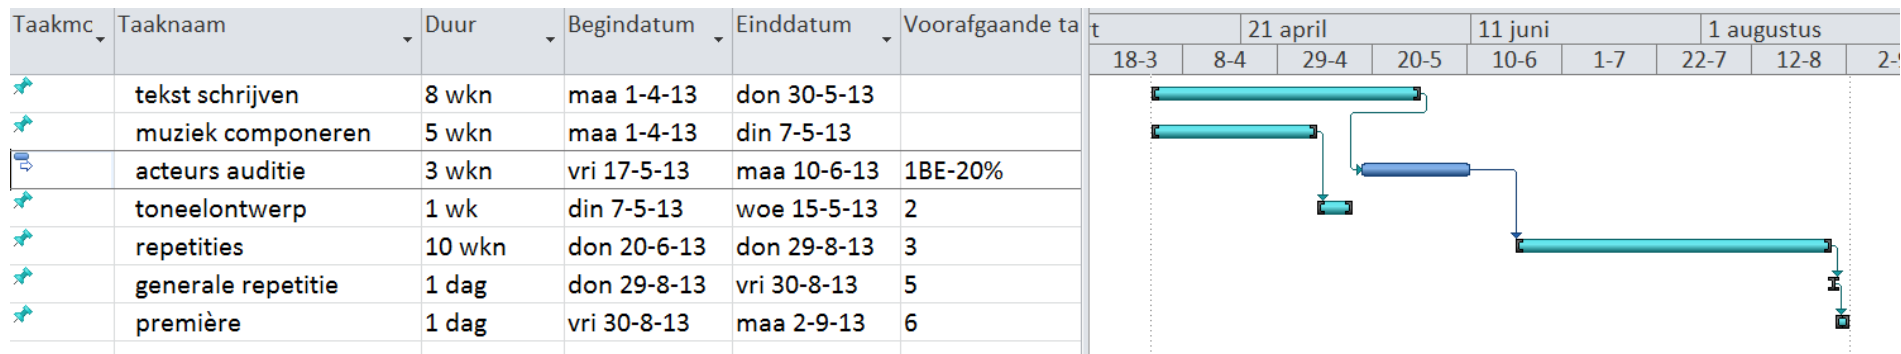 Taakmc Taaknaam Duur Begindatum Einddatum Voorafgaande ta
tekst schrijven 8 wkn maa 1-4-13 don 30-5-13
muziek componeren 5 wkn maa 1-4-13 din 7-5-13
acteurs auditie 3 wkn vri 17-5-13 maa 10-6-13 1BE-20%
toneelontwerp 1 wk din 7-5-13 woe 15-5-13 2
repetities 10 wkn don 20-6-13 don 29-8-13 3
generale repetitie 1 dag don 29-8-13 vri 30-8-13 5
première 1 dag vri 30-8-13 maa 2-9-13 6
t 21 april 11 juni 1 augustus
18-3 8-4 29-4 20-5 10-6 1-7 22-7 12-8 2-9